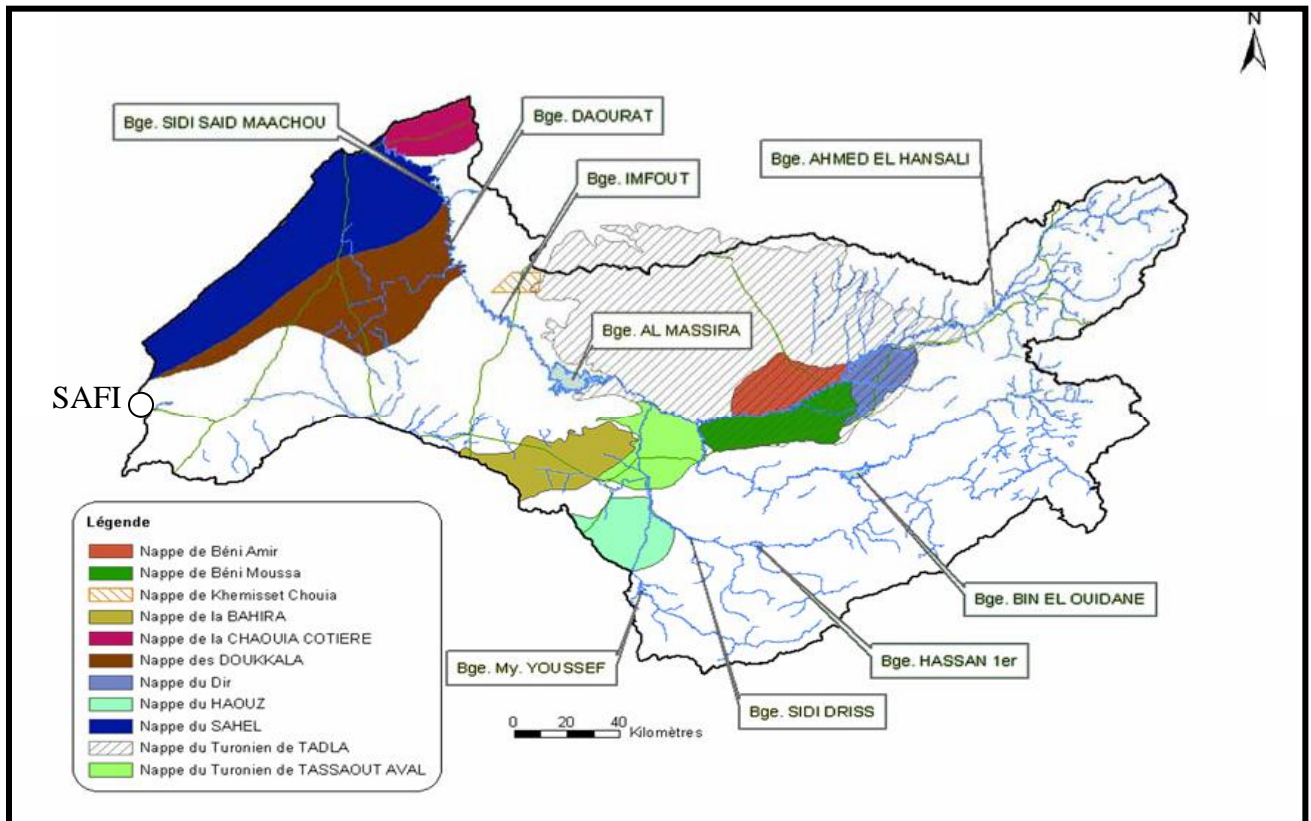 N
Bge. SIDI SAID MAACHOU
Bge. DAOURAT
Bge. AHMED EL HANSALI
Bge. IMFOUT
Bge. AL MASSIRA
SAFI
Bge. BIN EL OUIDANE
Bge. HASSAN 1er
Bge. My. YOUSSEF
Bge. SIDI DRISS
0 20 40
Kilomètres
Légende
Nappe de Béni Amir
Nappe de Béni Moussa
Nappe de Khemisset Chouia
Nappe de la BAHIRA
Nappe de la CHAOUIA COTIERE
Nappe des DOUKKALA
Nappe du Dir
Nappe du HAOUZ
Nappe du SAHEL
Nappe du Turonien de TADLA
Nappe du Turonien de TASSAOUT AVAL